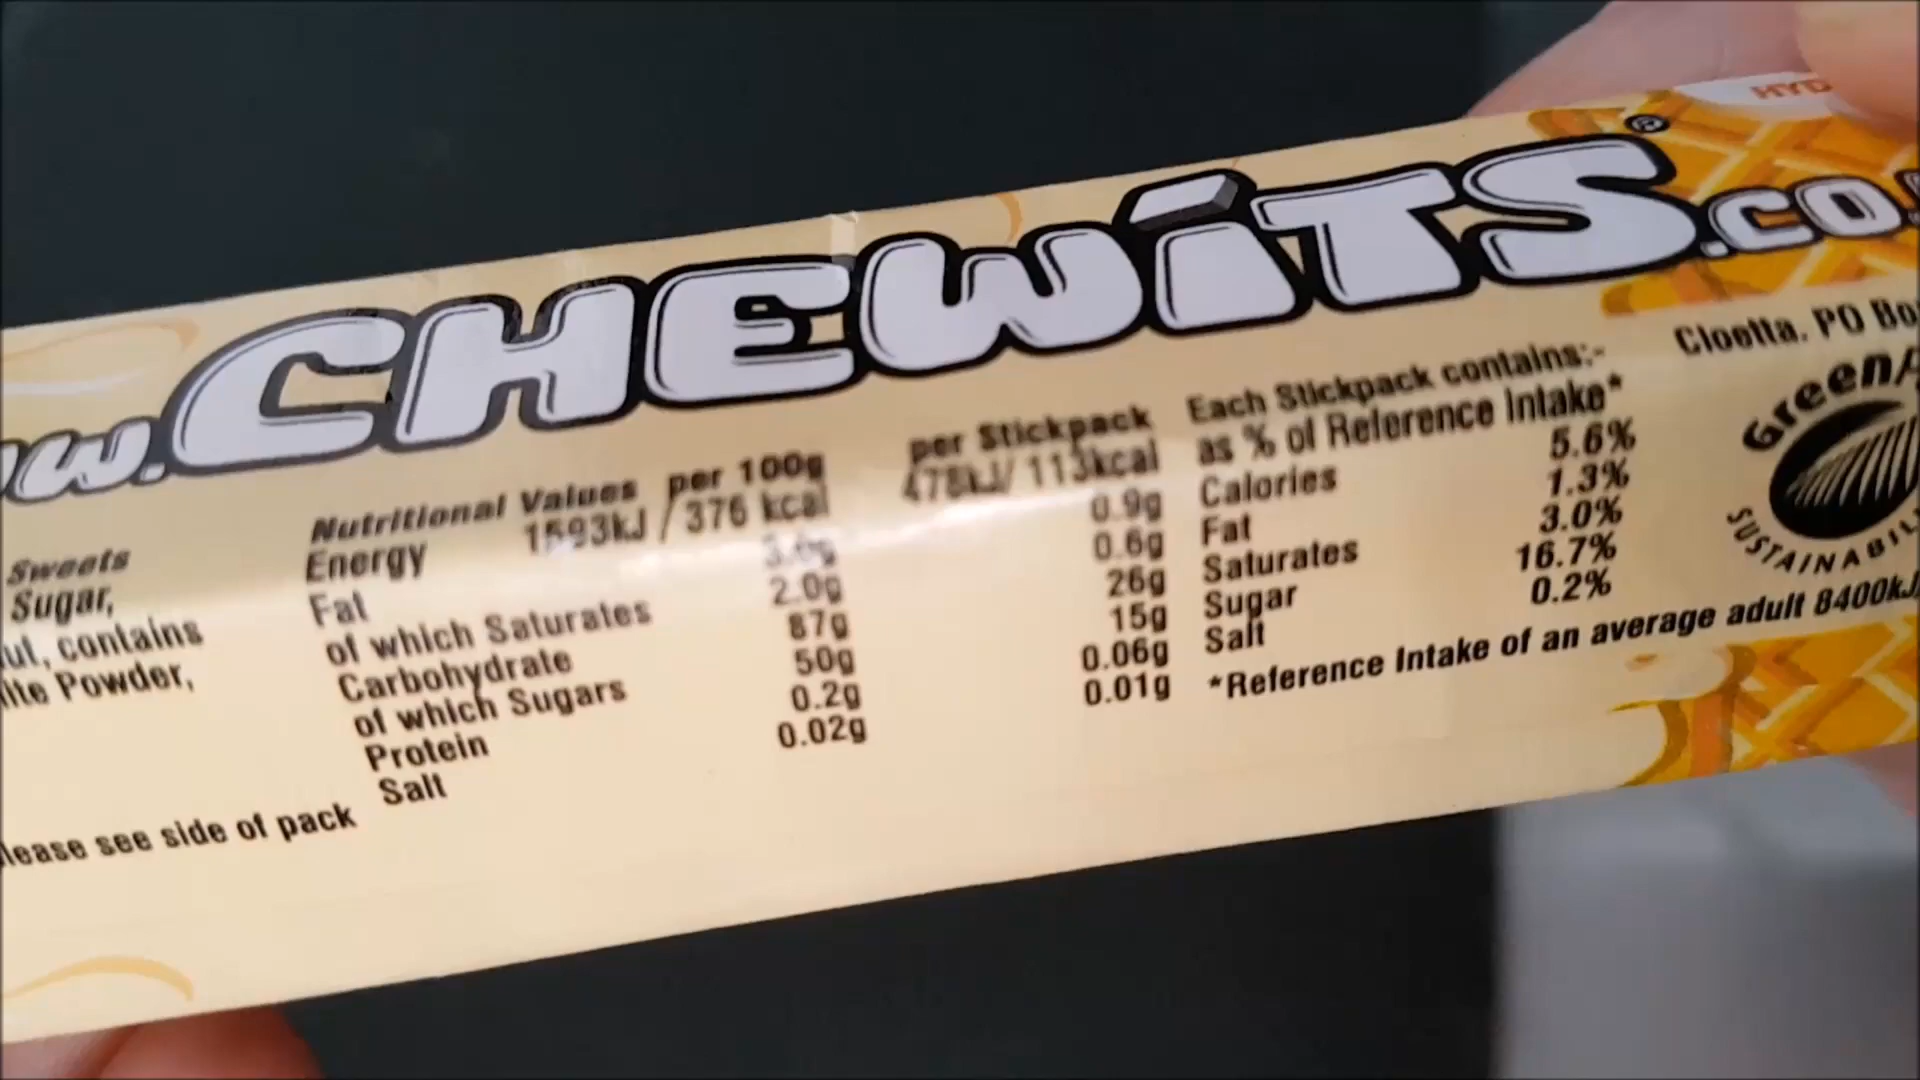 www.CHEWiTS.co.
®
HYD
Sweets
Sugar,
ut, contains
ite Powder,
lease see side of pack
Nutritional Values per 100g per Stickpack
Energy 1593kJ / 376 kcal 478kJ/ 113kcal
Fat 3.0g 0.9g
of which Saturates 2.0g 0.6g
Carbohydrate 87g 26g
of which Sugars 50g 15g
Protein 0.2g 0.06g
Salt 0.02g 0.01g
Each Stickpack contains:-
as % of Reference Intake*
Calories 5.6%
Fat 1.3%
Saturates 3.0%
Sugar 16.7%
Salt 0.2%
*Reference Intake of an average adult 8400kJ
Cloetta. PO Bo
Green
SUSTAINABIL